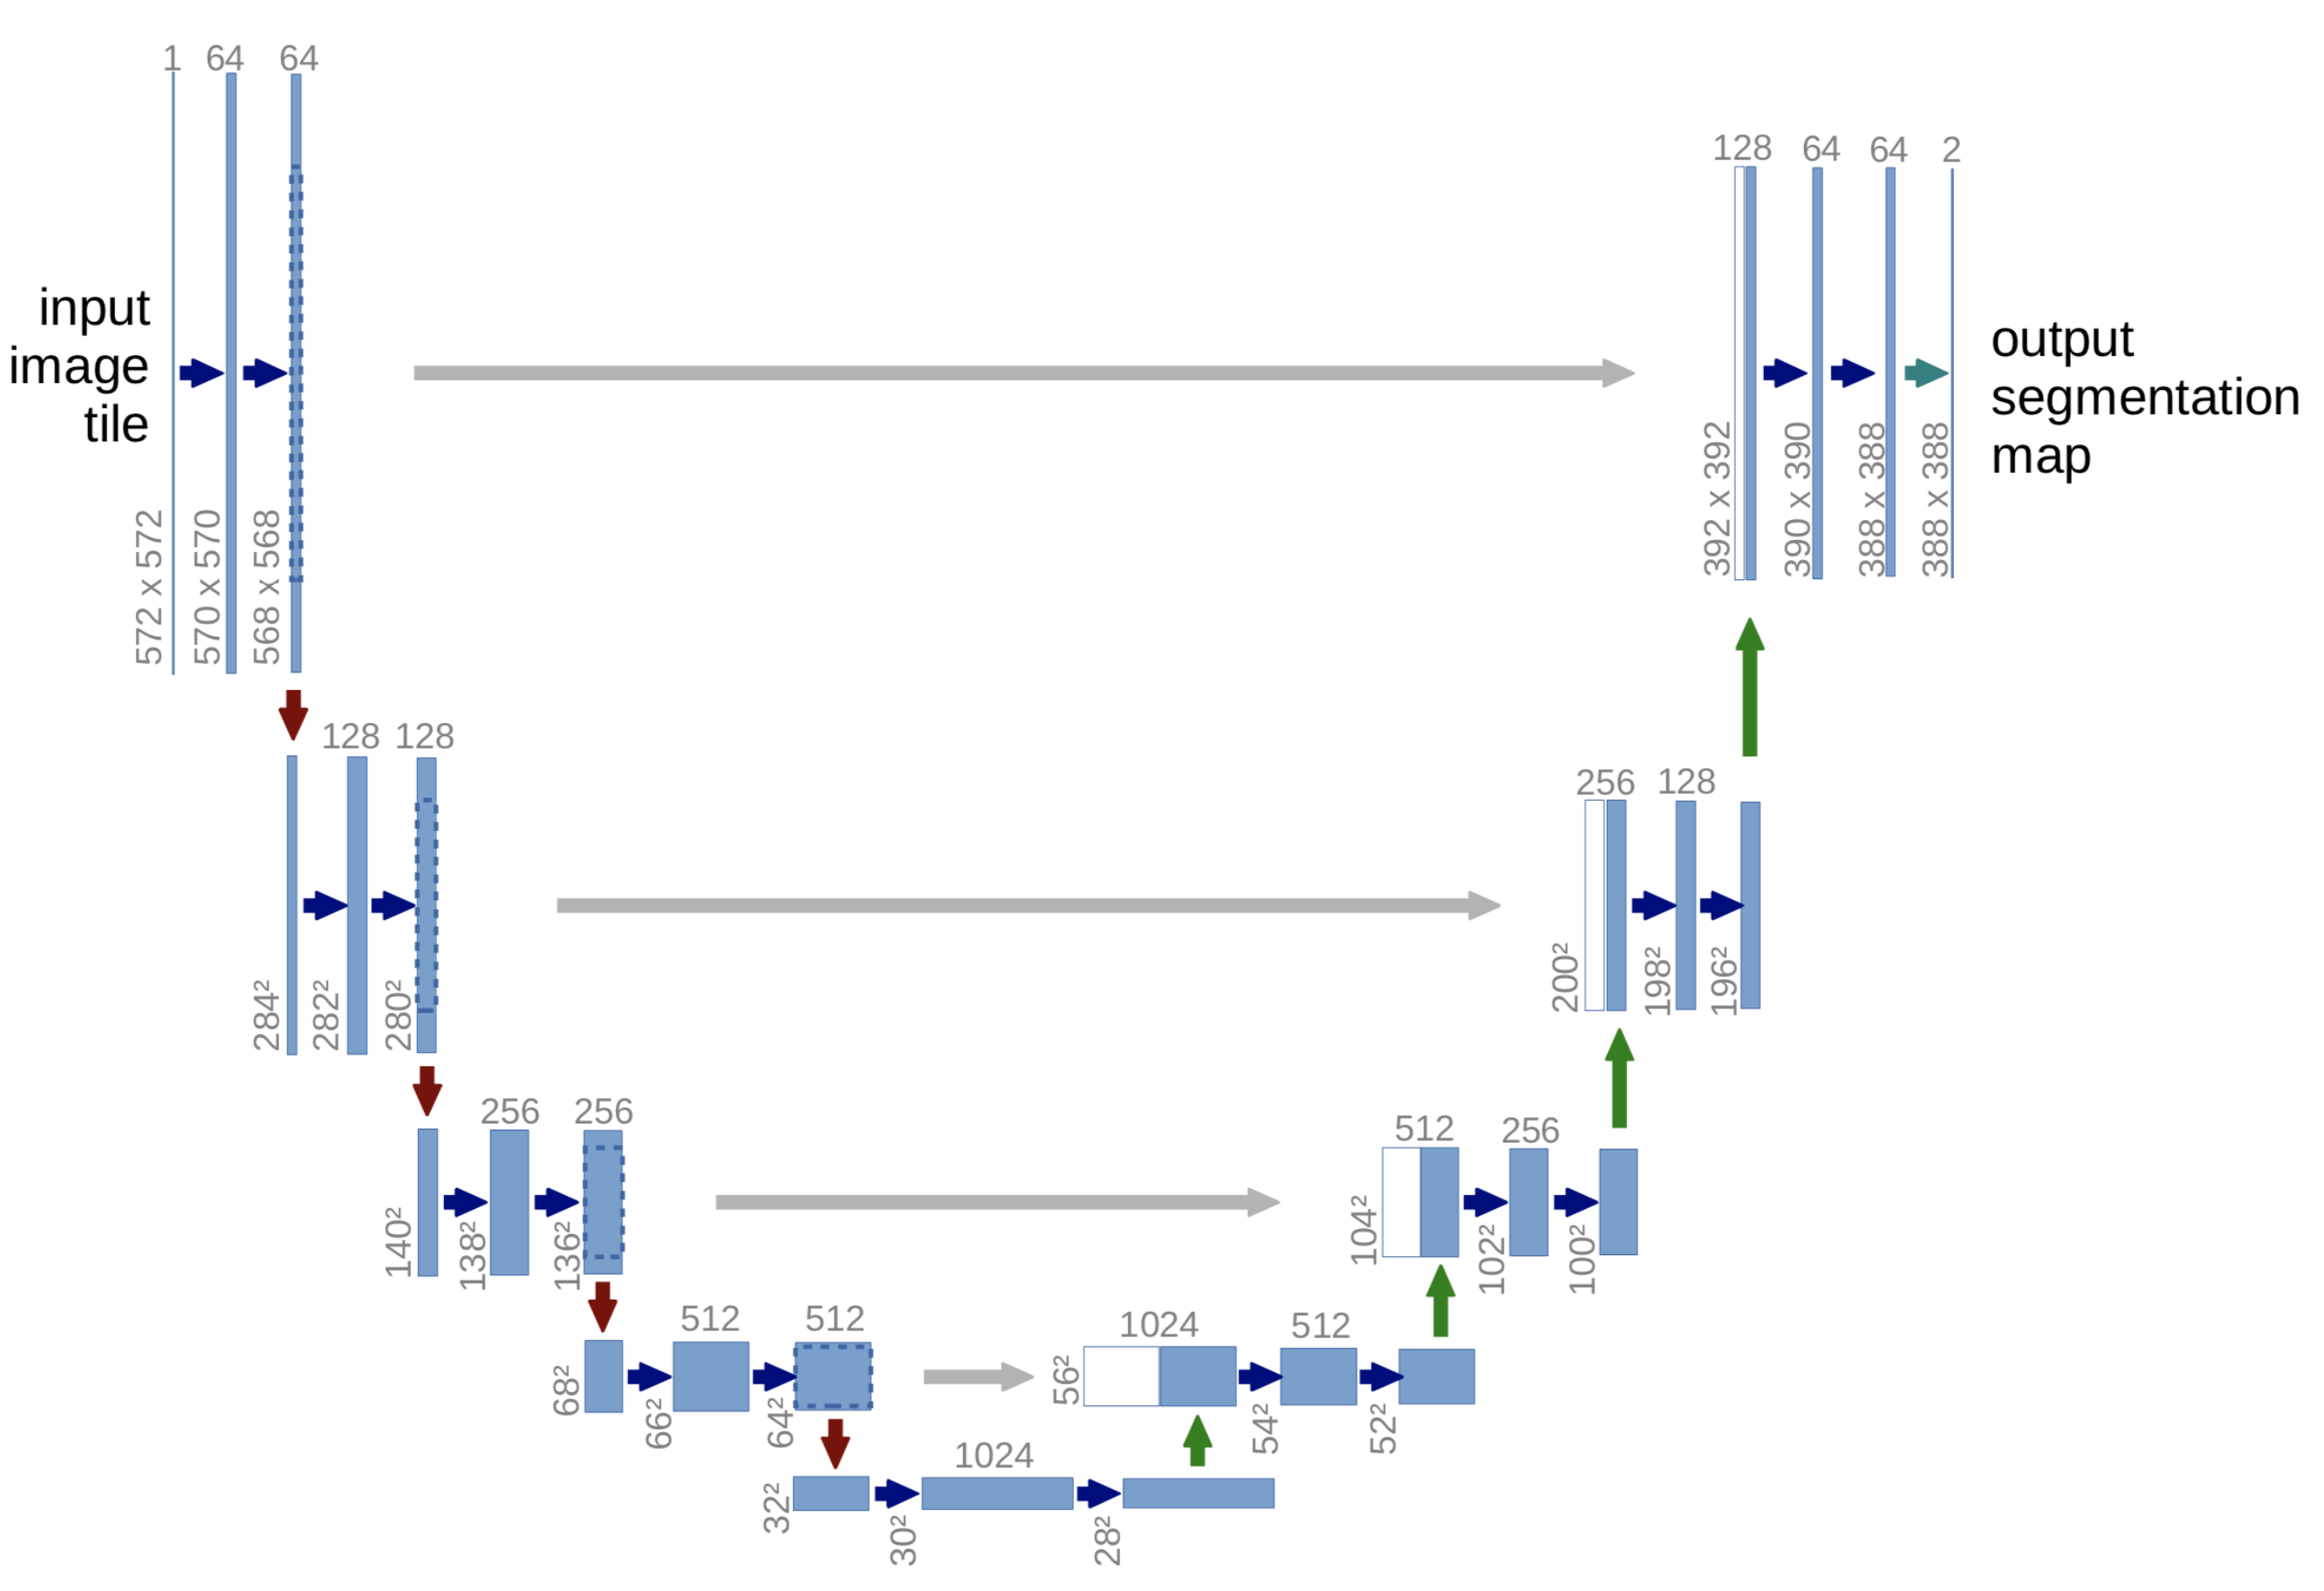 1 64 64
input
image
tile
572 x 572
570 x 570
568 x 568
128 64 64 2
392 x 392
390 x 390
388 x 388
388 x 388
output
segmentation
map
128 128
284²
282²
280²
256 128
200²
198²
196²
256 256
140²
138²
136²
512 256
104²
102²
100²
512 512
68²
66²
64²
1024 512
56²
54²
52²
1024
32²
30²
28²